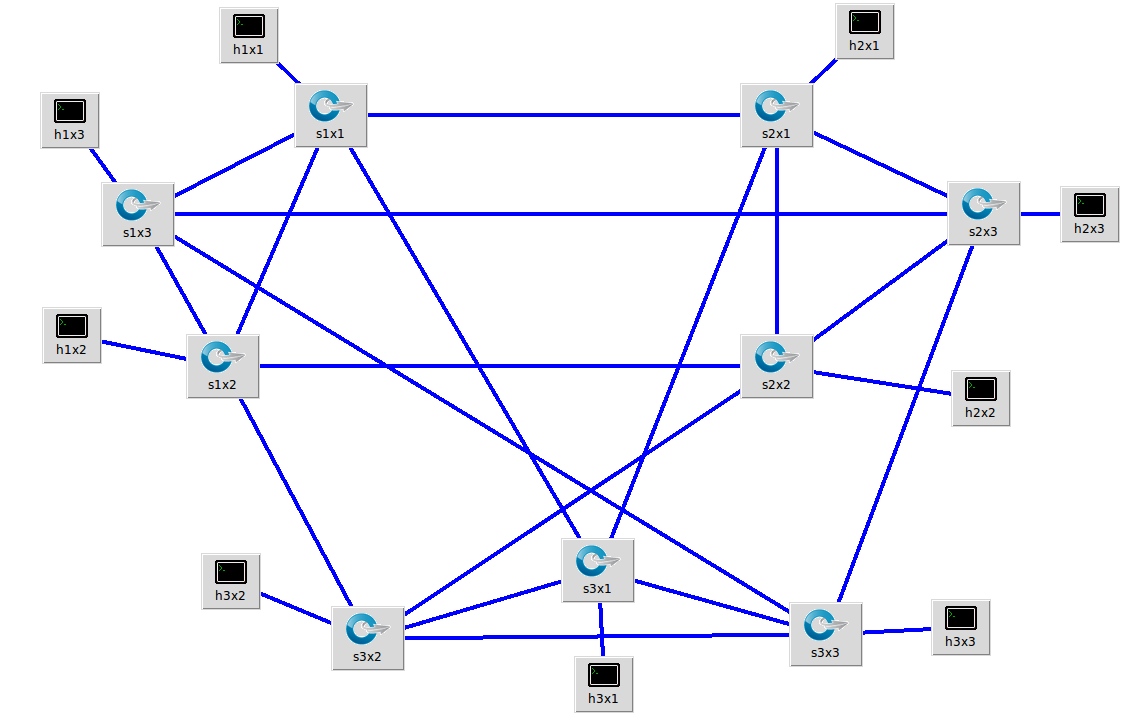 h1x1
h2x1
h1x3
s1x1
s2x1
s1x3
s2x3
h2x3
h1x2
s1x2
s2x2
h2x2
s3x1
h3x2
s3x2
s3x3
h3x3
h3x1